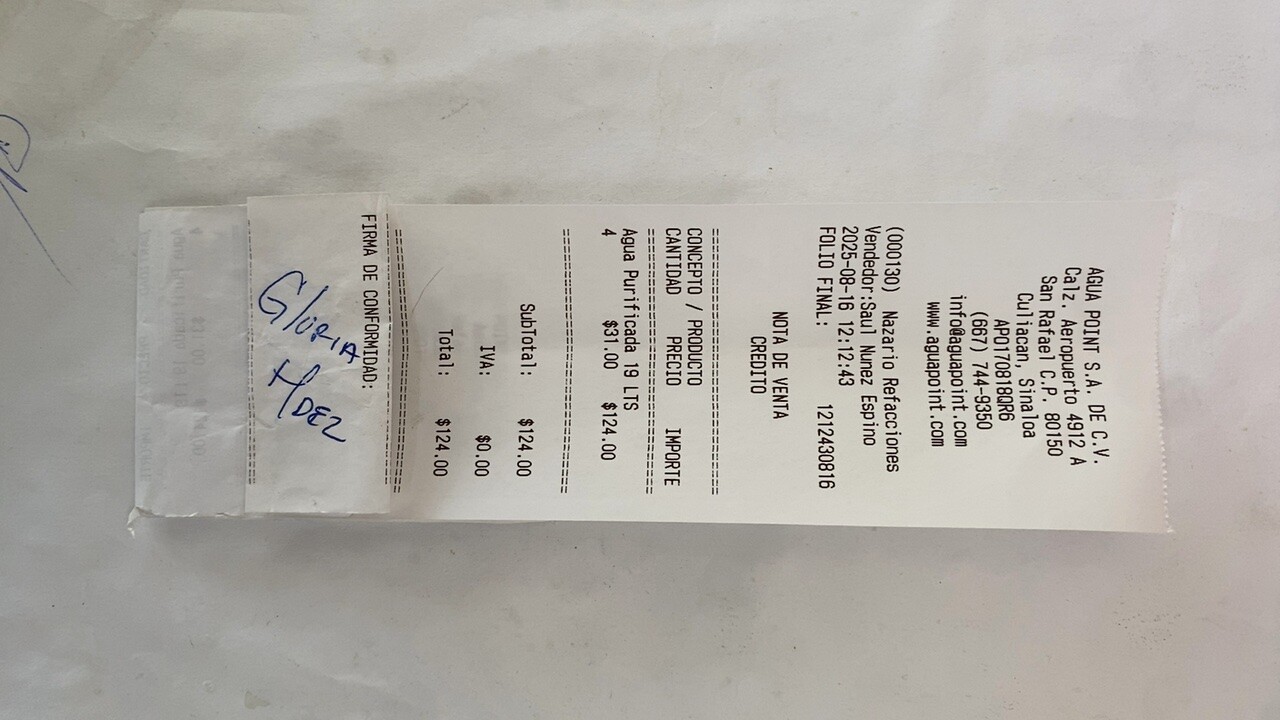 AGUA POINT S.A. DE C.V.
Calz. Aeropuerto 4912 A
San Rafael C.P. 80150
Culiacan, Sinaloa
APO170818QR6
(667) 744-9350
info@aguapoint.com
www.aguapoint.com
(000130) Nazario Refacciones
Vendedor:Saul Nunez Espino
2025-08-16 12:12:43
FOLIO FINAL: 1212430816
NOTA DE VENTA
CREDITO
CONCEPTO / PRODUCTO
CANTIDAD PRECIO IMPORTE
Agua Purificada 19 LTS
4 $31.00 $124.00
SubTotal: $124.00
IVA: $0.00
Total: $124.00
FIRMA DE CONFORMIDAD:
Gloria
Hdez